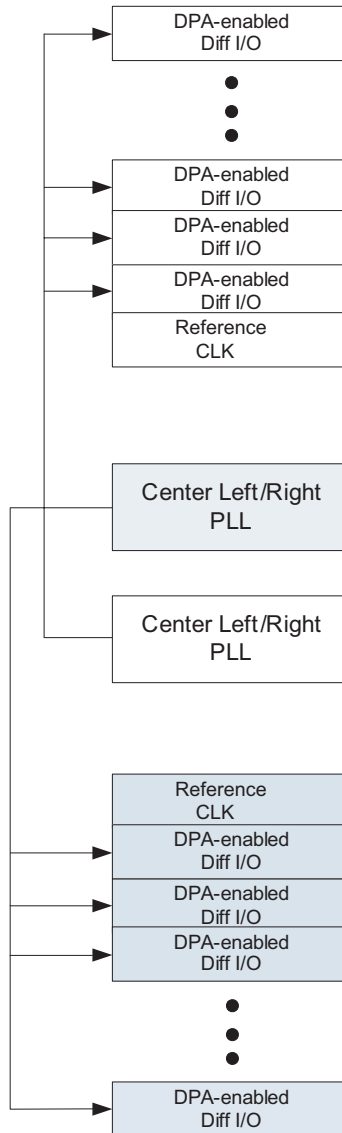 DPA-enabled
Diff I/O
DPA-enabled
Diff I/O
DPA-enabled
Diff I/O
DPA-enabled
Diff I/O
Reference
CLK
Center Left/Right
PLL
Center Left/Right
PLL
Reference
CLK
DPA-enabled
Diff I/O
DPA-enabled
Diff I/O
DPA-enabled
Diff I/O
DPA-enabled
Diff I/O